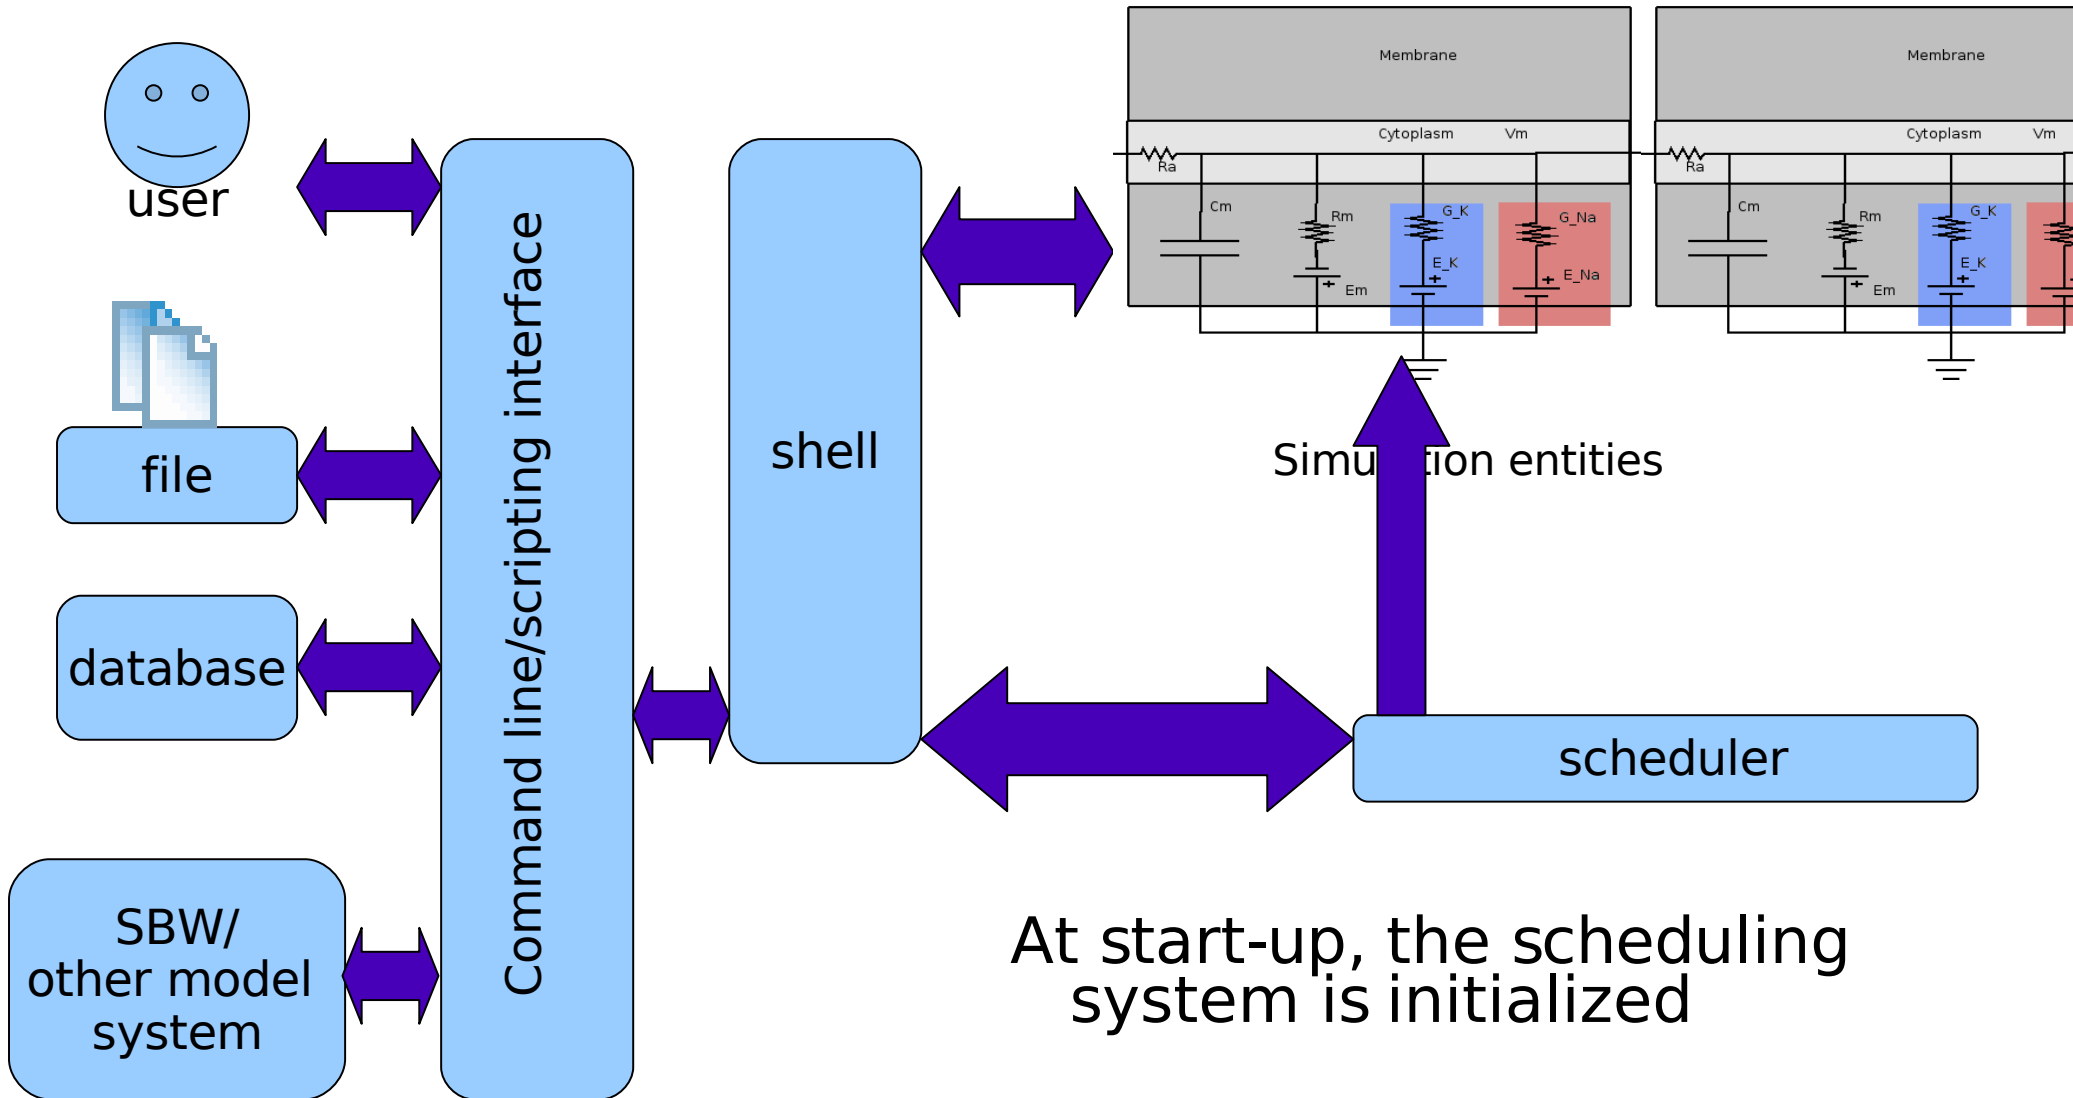 user
file
database
SBW/
other model
system
Command line/scripting interface
shell
Membrane
Cytoplasm Vm
Ra
Cm
Rm
Em
G_K
E_K
G_Na
E_Na
Membrane
Cytoplasm Vm
Ra
Cm
Rm
Em
G_K
E_K
entities
scheduler
At start-up, the scheduling
system is initialized